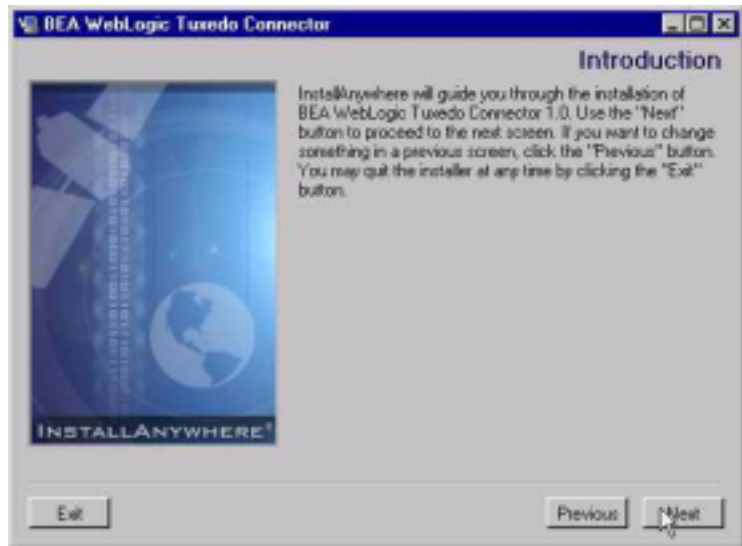 BEA WebLogic Tuxedo Connector
Introduction
InstallAnywhere will guide you through the installation of
BEA WebLogic Tuxedo Connector 1.0. Use the "Next"
button to proceed to the next screen. If you want to change
something in a previous screen, click the "Previous" button.
You may quit the installer at any time by clicking the "Exit"
button.
INSTALLANYWHERE
Exit
Previous
Next